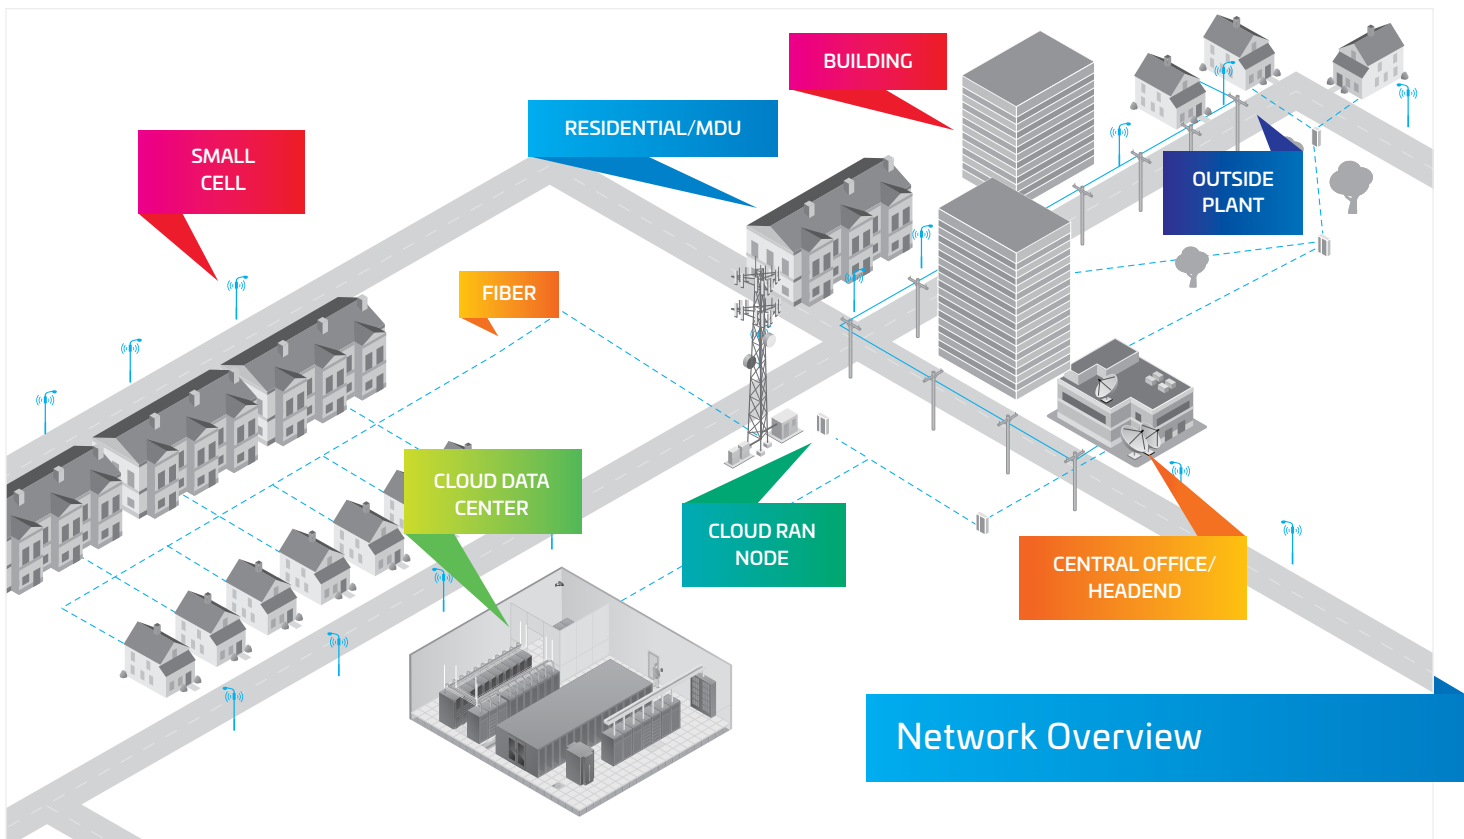 BUILDING
RESIDENTIAL/MDU
SMALL
CELL
OUTSIDE
PLANT
FIBER
CLOUD DATA
CENTER
CLOUD RAN
NODE
CENTRAL OFFICE/
HEADEND
Network Overview